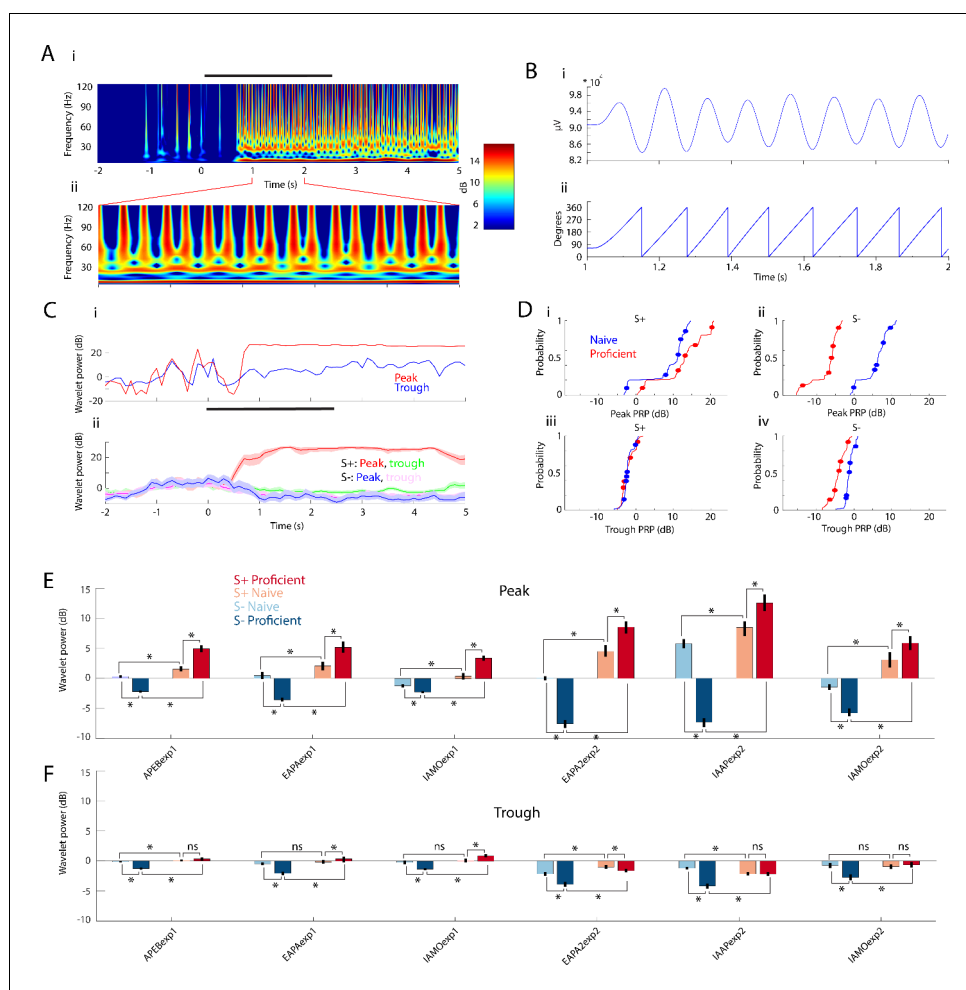 A i
Frequency (Hz)
120
90
60
30
-2 -1 0 1 2 3 4 5
Time (s)
14
10
6
2
dB
ii
Frequency (Hz)
120
90
60
30
B i
µV
9.8
9.4
9.0
8.6
8.2
ii
Degrees
360
270
180
90
0
1 1.2 1.4 1.6 1.8 2
Time (s)
C i
Wavelet power (dB)
20
0
-20
Peak
Trough
ii
Wavelet power (dB)
20
0
S+: Peak, trough
S-: Peak, trough
-2 -1 0 1 2 3 4 5
Time (s)
D i
S+
Probability
1
0.5
Naive
Proficient
-10 0 10 20
Peak PRP (dB)
ii
S-
Probability
1
0.5
0
-10 0 10 20
Peak PRP (dB)
iii
S+
Probability
1
0.5
0
-10 0 10 20
Trough PRP (dB)
iv
S-
Probability
1
0.5
0
-10 0 10 20
Trough PRP (dB)
E
S+ Proficient
S+ Naive
S- Naive
S- Proficient
Peak
Wavelet power (dB)
15
10
5
0
-5
-10
* * * *
* * * *
* * * *
* * * *
* * * *
* * * *
APEBexp1 EAPAexp1 IAMOexp1 EAPA2exp2 IAAPexp2 IAMOexp2
F
Trough
Wavelet power (dB)
15
10
5
0
-5
-10
* ns * *
ns * * *
ns * * *
* * * *
* ns * *
ns ns * *
APEBexp1 EAPAexp1 IAMOexp1 EAPA2exp2 IAAPexp2 IAMOexp2